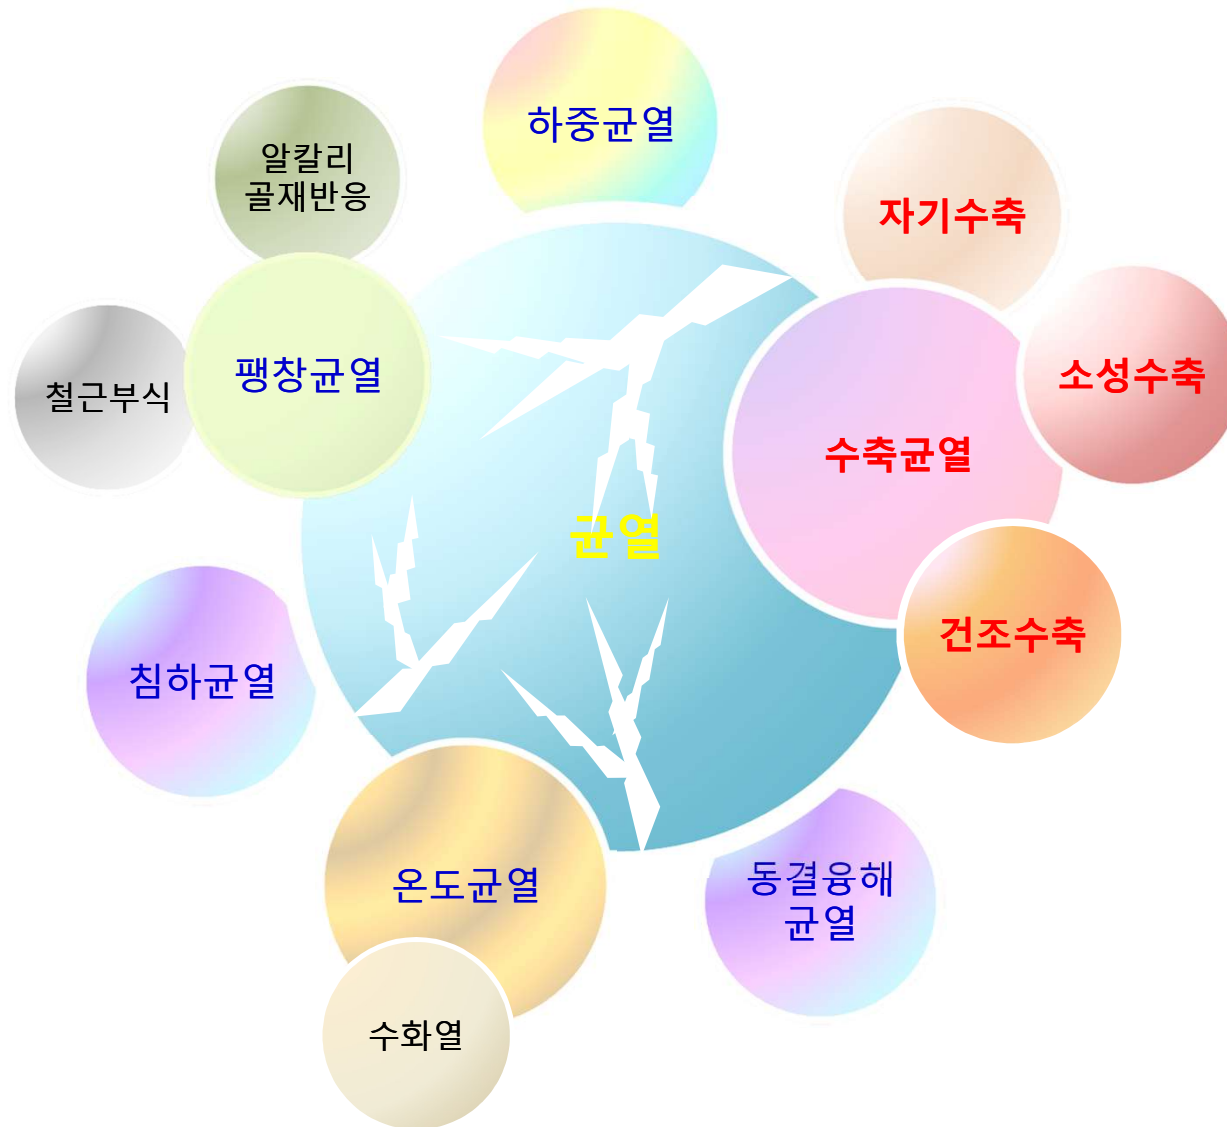 하중균열
알칼리
골재반응
자기수축
팽창균열
철근부식
소성수축
수축균열
균열
건조수축
침하균열
온도균열
동결융해
균열
수화열